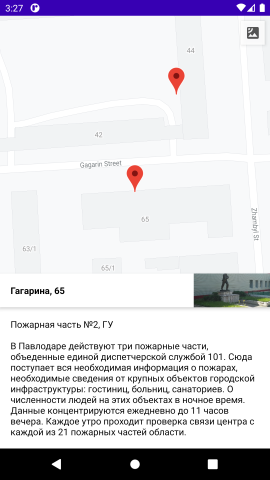 3:27
44
42
Gagarin Street
65
63/1
65/1
Zhambyl St
Гагарина, 65
Пожарная часть №2, ГУ
В Павлодаре действуют три пожарные части,
объеденные единой диспетчерской службой 101. Сюда
поступает вся необходимая информация о пожарах,
необходимые сведения от крупных объектов городской
инфраструктуры: гостиниц, больниц, санаториев. О
численности людей на этих объектах в ночное время.
Данные концентрируются ежедневно до 11 часов
вечера. Каждое утро проходит проверка связи центра с
каждой из 21 пожарных частей области.